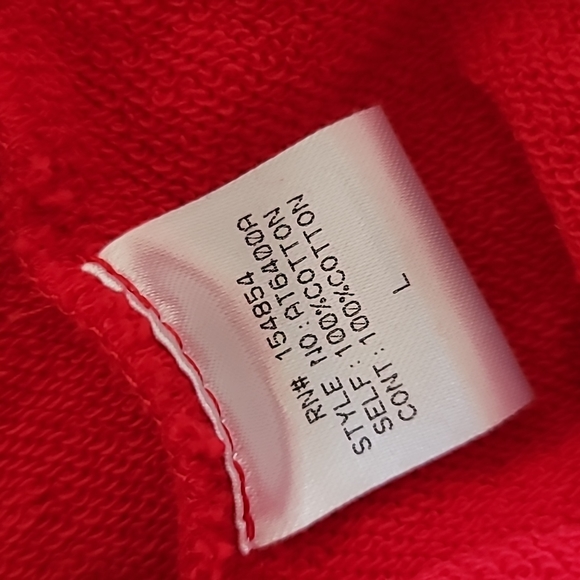 RN# 154854
STYLE NO:AT6400A
SELF: 100%COTTON
CONT: 100%COTTON
L